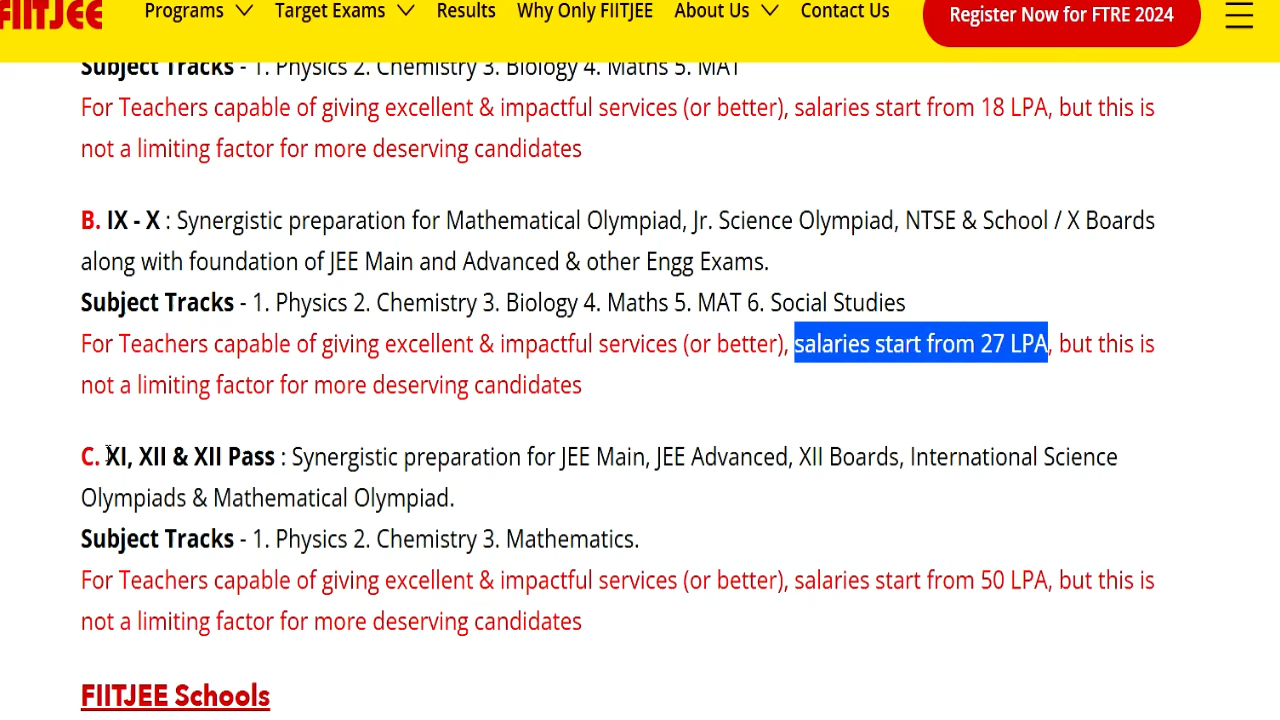 FIITJEE
Programs Target Exams Results Why Only FIITJEE About Us Contact Us Register Now for FTRE 2024
Subject Tracks - 1. Physics 2. Chemistry 3. Biology 4. Maths 5. MAT
For Teachers capable of giving excellent & impactful services (or better), salaries start from 18 LPA, but this is
not a limiting factor for more deserving candidates
B. IX - X : Synergistic preparation for Mathematical Olympiad, Jr. Science Olympiad, NTSE & School / X Boards
along with foundation of JEE Main and Advanced & other Engg Exams.
Subject Tracks - 1. Physics 2. Chemistry 3. Biology 4. Maths 5. MAT 6. Social Studies
For Teachers capable of giving excellent & impactful services (or better), salaries start from 27 LPA, but this is
not a limiting factor for more deserving candidates
C. XI, XII & XII Pass : Synergistic preparation for JEE Main, JEE Advanced, XII Boards, International Science
Olympiads & Mathematical Olympiad.
Subject Tracks - 1. Physics 2. Chemistry 3. Mathematics.
For Teachers capable of giving excellent & impactful services (or better), salaries start from 50 LPA, but this is
not a limiting factor for more deserving candidates
FIITJEE Schools